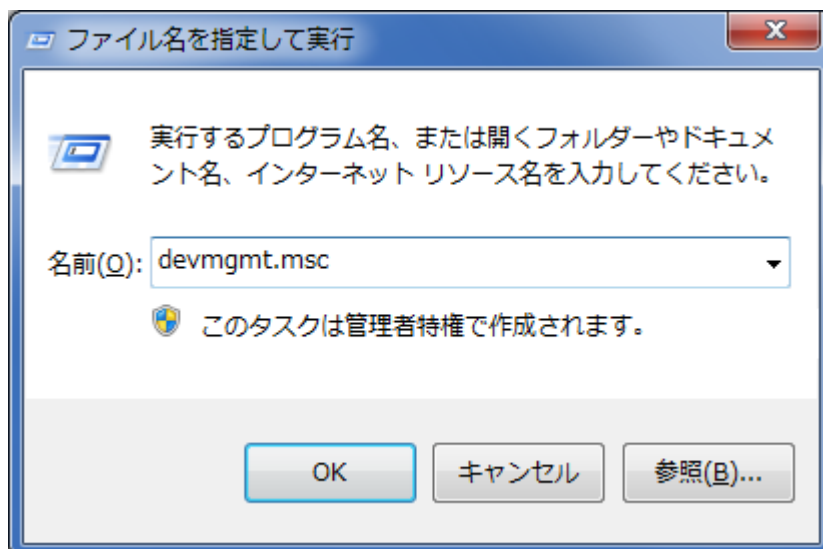 ファイル名を指定して実行
実行するプログラム名、または開くフォルダーやドキュメ
ント名、インターネット リソース名を入力してください。
名前(O): devmgmt.msc
このタスクは管理者特権で作成されます。
OK キャンセル 参照(B)...